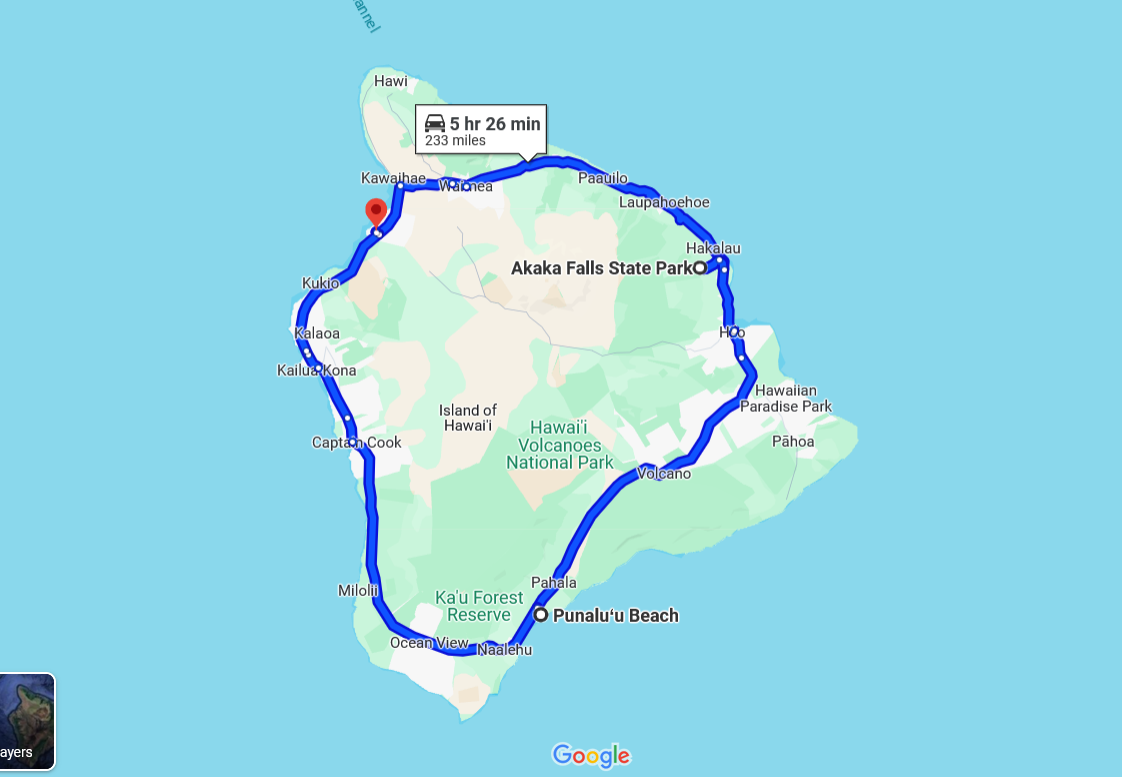 annel
Hawi
5 hr 26 min
233 miles
Kawaihae
Waimea
Paauilo
Laupahoehoe
Hakalau
Akaka Falls State Park
Kukio
Kalaoa
Hilo
Kailua-Kona
Hawaiian
Paradise Park
Island of
Hawai'i
Hawai'i
Volcanoes
National Park
Captain Cook
Pāhoa
Volcano
Pahala
Milolii
Ka'u Forest
Reserve
Punaluʻu Beach
Ocean View
Naalehu
ayers
Google